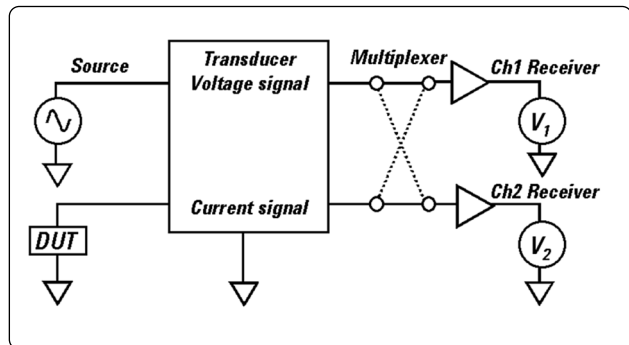 Source
Transducer
Voltage signal
Multiplexer
Ch1 Receiver
V1
Current signal
Ch2 Receiver
DUT
V2